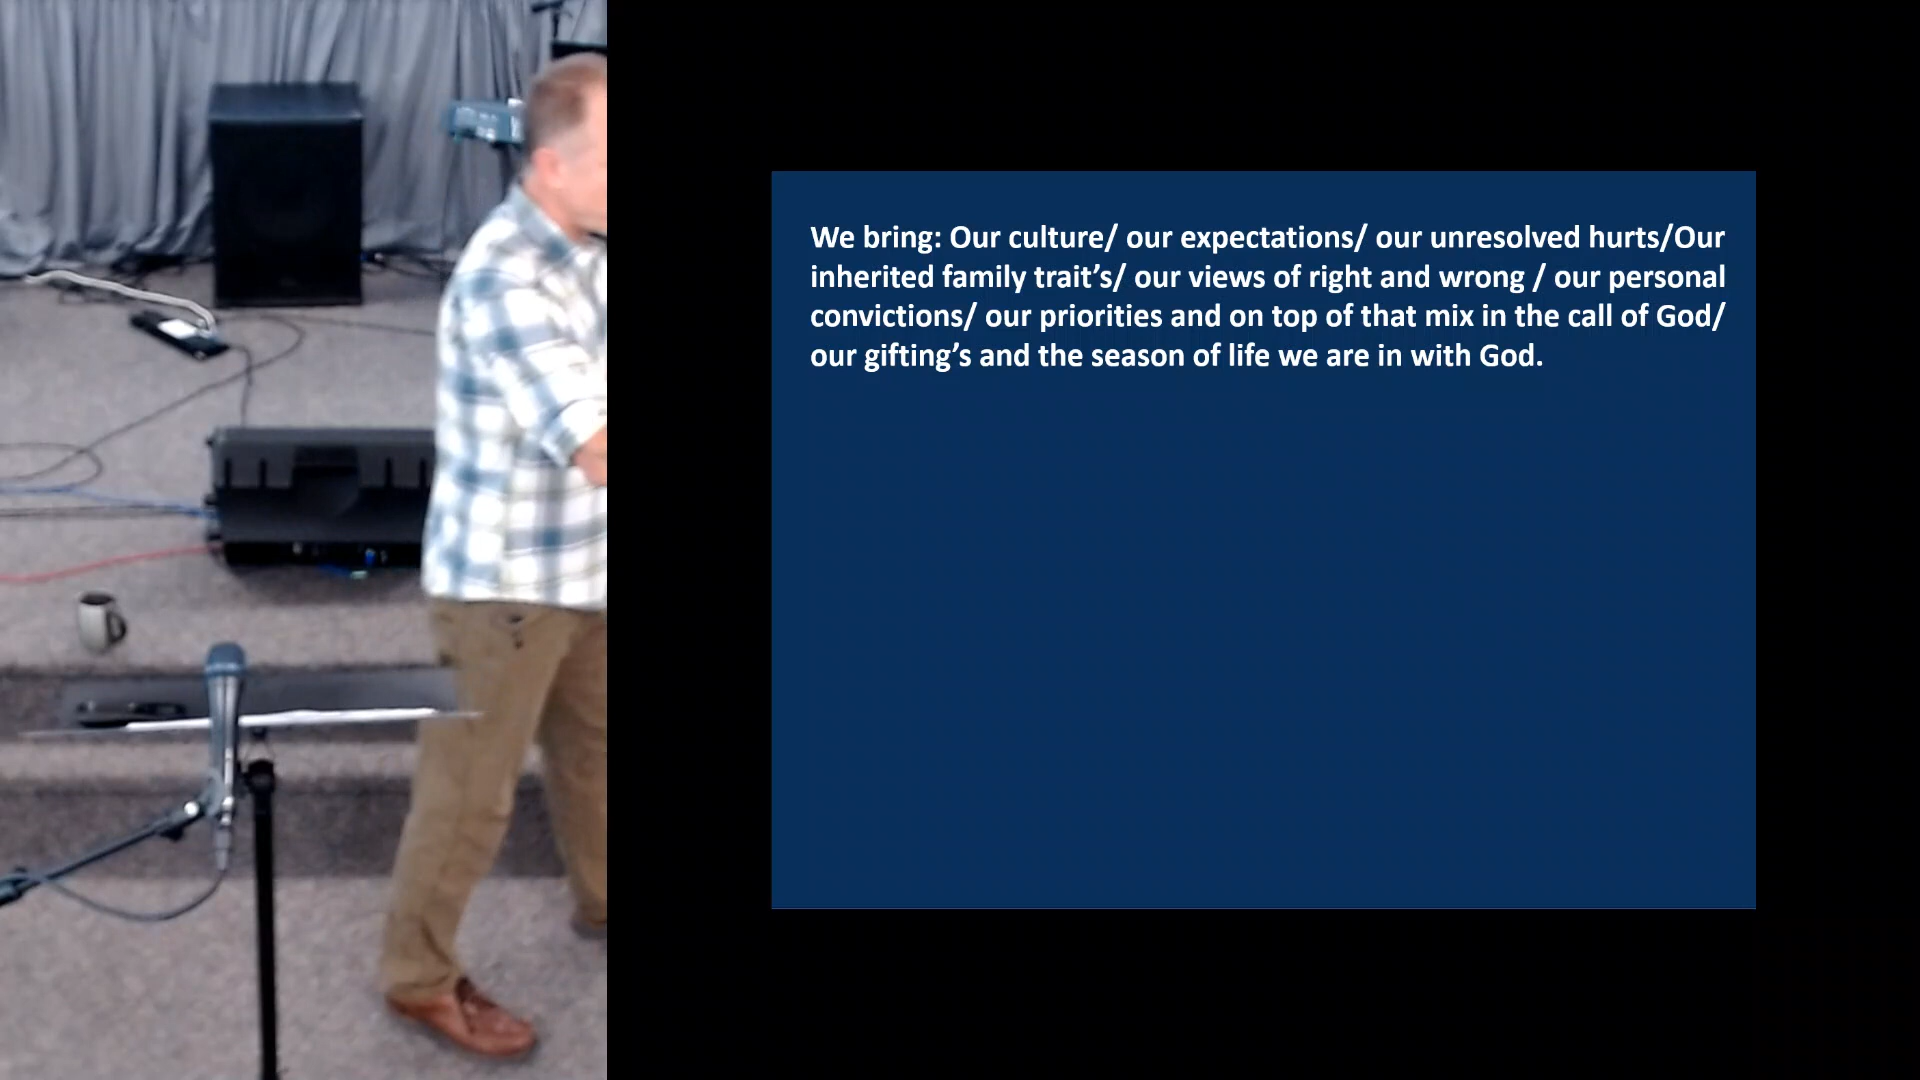 We bring: Our culture/ our expectations/ our unresolved hurts/Our
inherited family trait’s/ our views of right and wrong / our personal
convictions/ our priorities and on top of that mix in the call of God/
our gifting’s and the season of life we are in with God.